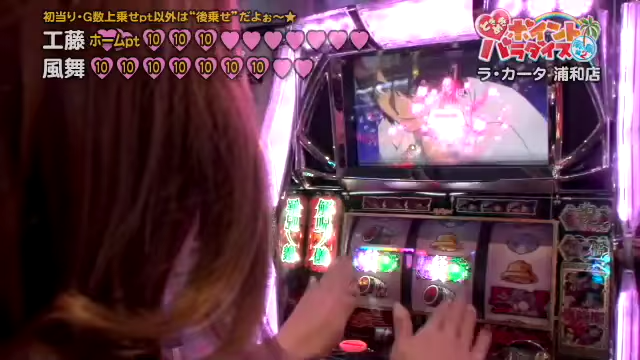 初当り・G数上乗せpt以外は“後乗せ”だよぉ～★
工藤 ホームpt 10 10 10
風舞 10 10 10 10 10 10 10
ポイント
パラダイス
ラ・カータ 浦和店